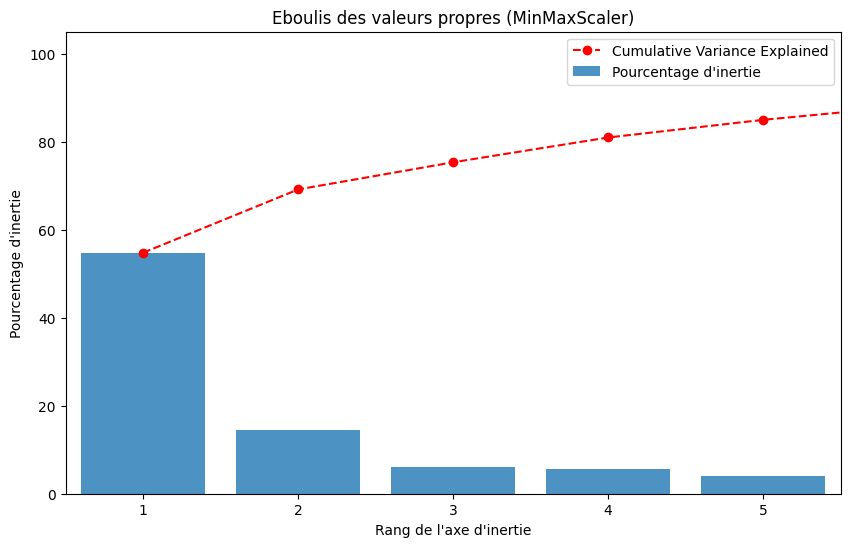 Eboulis des valeurs propres (MinMaxScaler)
Cumulative Variance Explained
Pourcentage d'inertie
Pourcentage d'inertie
100
80
60
40
20
0
1 2 3 4 5
Rang de l'axe d'inertie